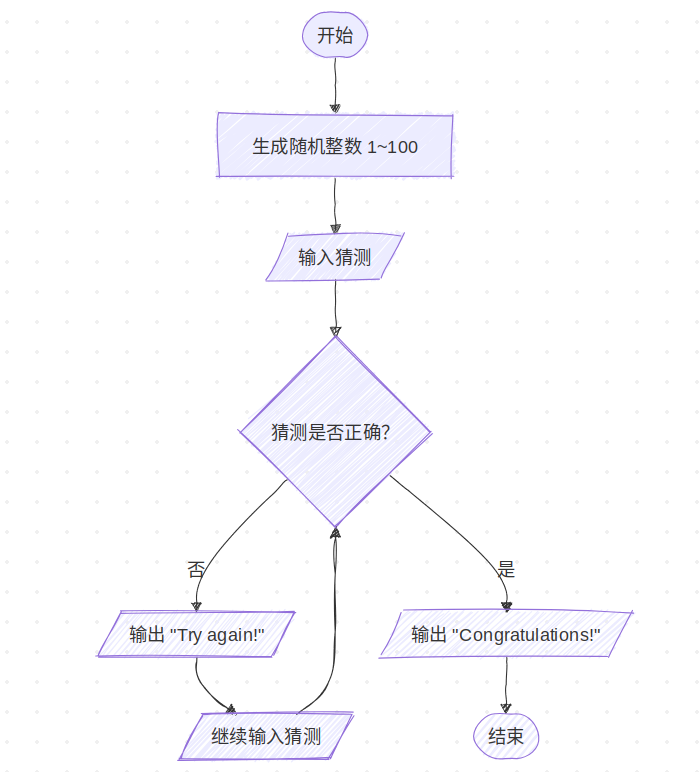 开始
生成随机整数 1~100
输入猜测
猜测是否正确?
否
是
输出 "Try again!"
输出 "Congratulations!"
继续输入猜测
结束